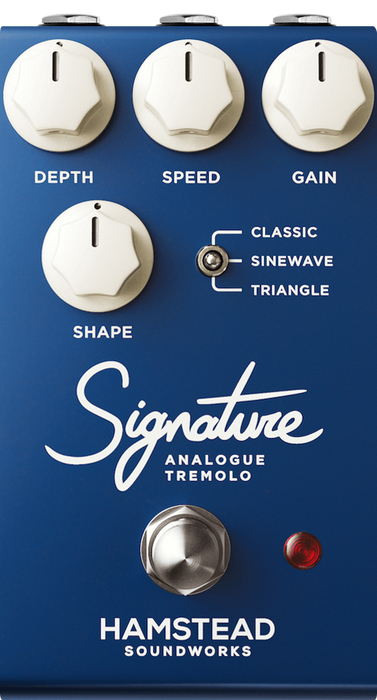 DEPTH SPEED GAIN
CLASSIC
SINEWAVE
TRIANGLE
SHAPE
Signature
ANALOGUE
TREMOLO
HAMSTEAD
SOUNDWORKS